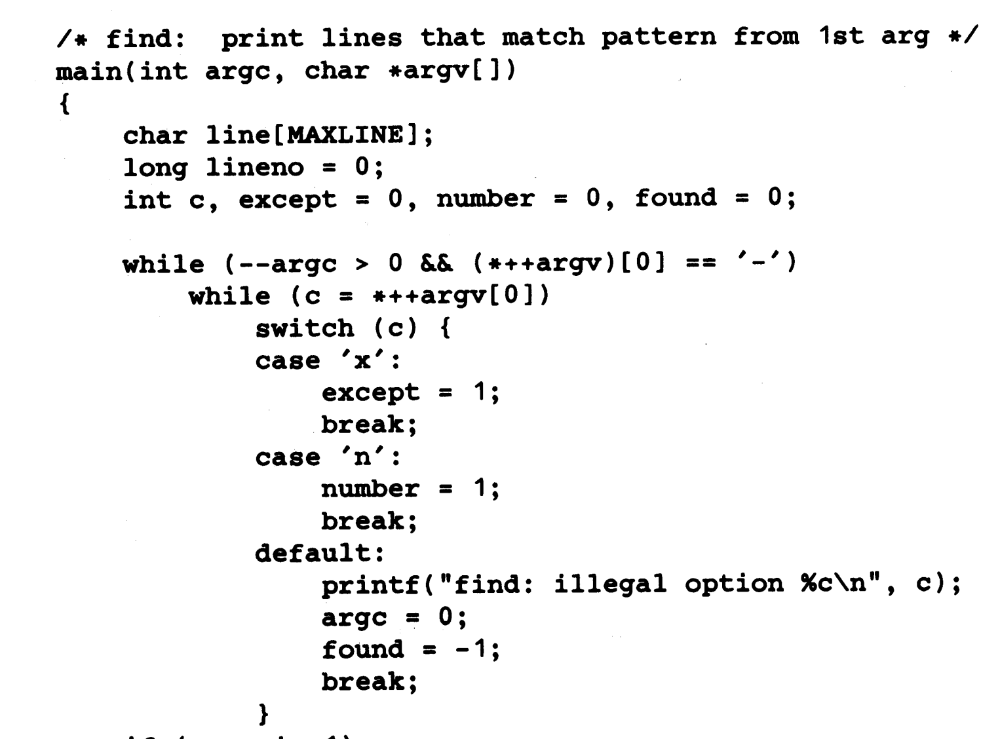 /* find:  print lines that match pattern from 1st arg */
main(int argc, char *argv[])
{
    char line[MAXLINE];
    long lineno = 0;
    int c, except = 0, number = 0, found = 0;

    while (--argc > 0 && (*++argv)[0] == '-')
        while (c = *++argv[0])
            switch (c) {
            case 'x':
                except = 1;
                break;
            case 'n':
                number = 1;
                break;
            default:
                printf("find: illegal option %c\n", c);
                argc = 0;
                found = -1;
                break;
            }